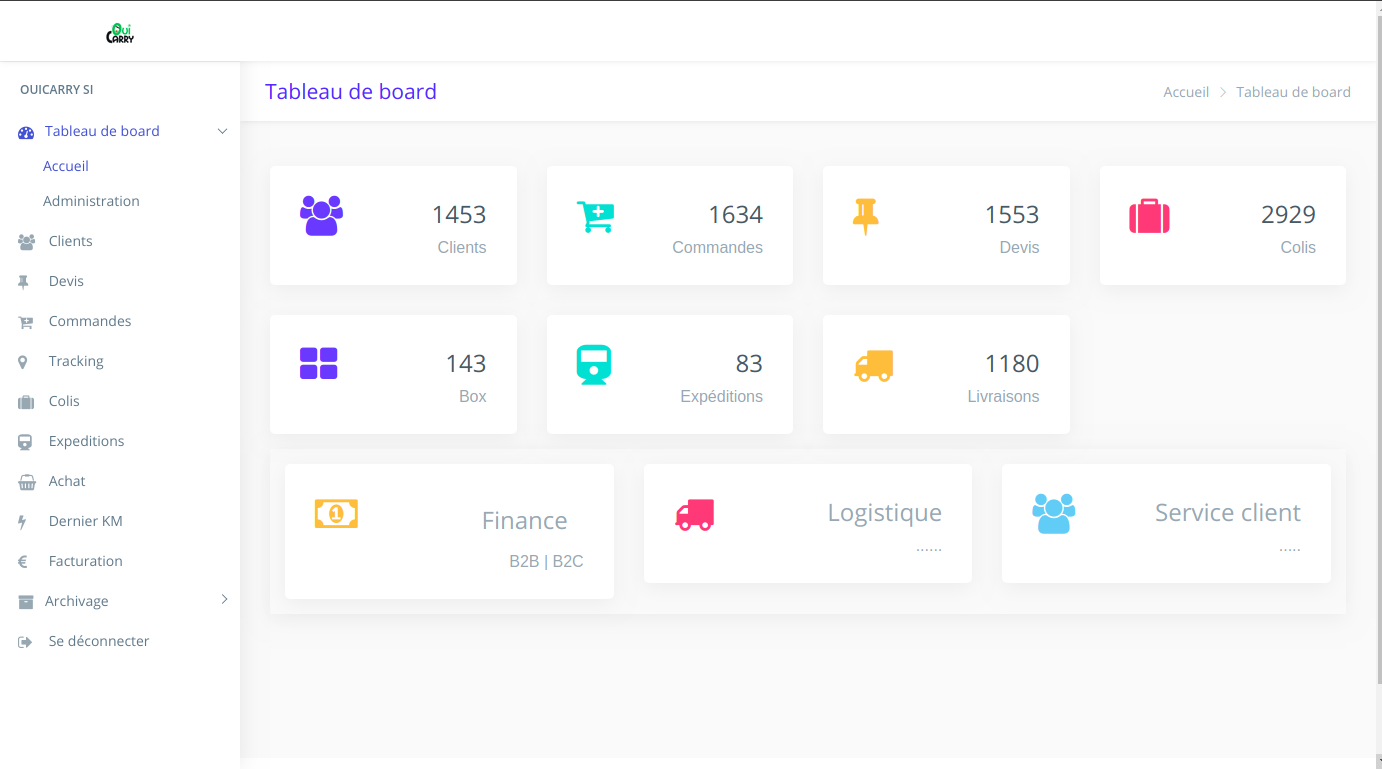 Oui
CARRY
OUICARRY SI
Tableau de board
Accueil
Administration
Clients
Devis
Commandes
Tracking
Colis
Expeditions
Achat
Dernier KM
Facturation
Archivage
Se déconnecter
Tableau de board
Accueil > Tableau de board
1453
Clients
1634
Commandes
1553
Devis
2929
Colis
143
Box
83
Expéditions
1180
Livraisons
1
Finance
B2B | B2C
Logistique
......
Service client
.....